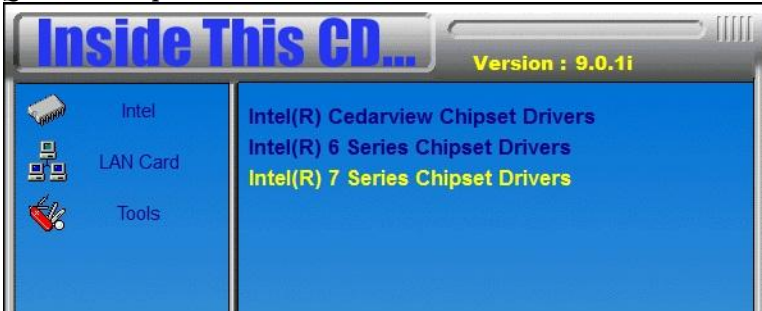 Inside This CD...
Version : 9.0.1i
Intel
LAN Card
Tools
Intel(R) Cedarview Chipset Drivers
Intel(R) 6 Series Chipset Drivers
Intel(R) 7 Series Chipset Drivers